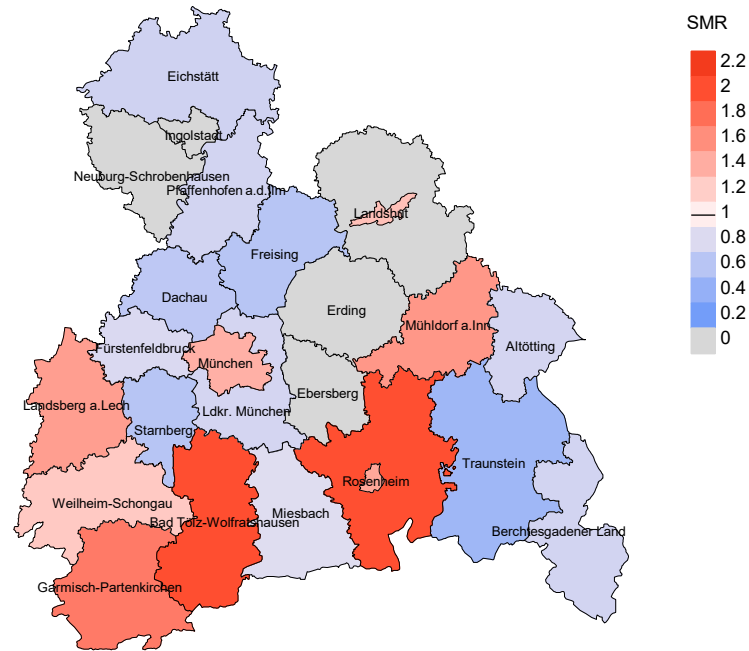 SMR
2.2
2
1.8
1.6
1.4
1.2
1
0.8
0.6
0.4
0.2
0
Eichstätt
Ingolstadt
Neuburg-Schrobenhausen
Pfaffenhofen a.d.Ilm
Landshut
Freising
Dachau
Erding
Mühldorf a.Inn
Altötting
Fürstenfeldbruck
München
Ebersberg
Landsberg a.Lech
Ldkr. München
Starnberg
Traunstein
Rosenheim
Weilheim-Schongau
Miesbach
Bad Tölz-Wolfratshausen
Berchtesgadener Land
Garmisch-Partenkirchen